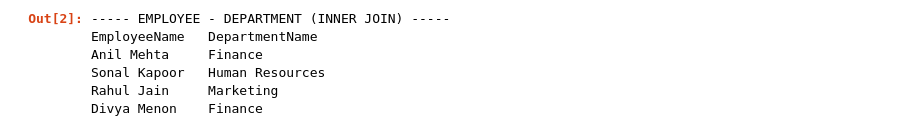 Out[2]: ----- EMPLOYEE - DEPARTMENT (INNER JOIN) -----
EmployeeName   DepartmentName
Anil Mehta     Finance
Sonal Kapoor   Human Resources
Rahul Jain     Marketing
Divya Menon    Finance